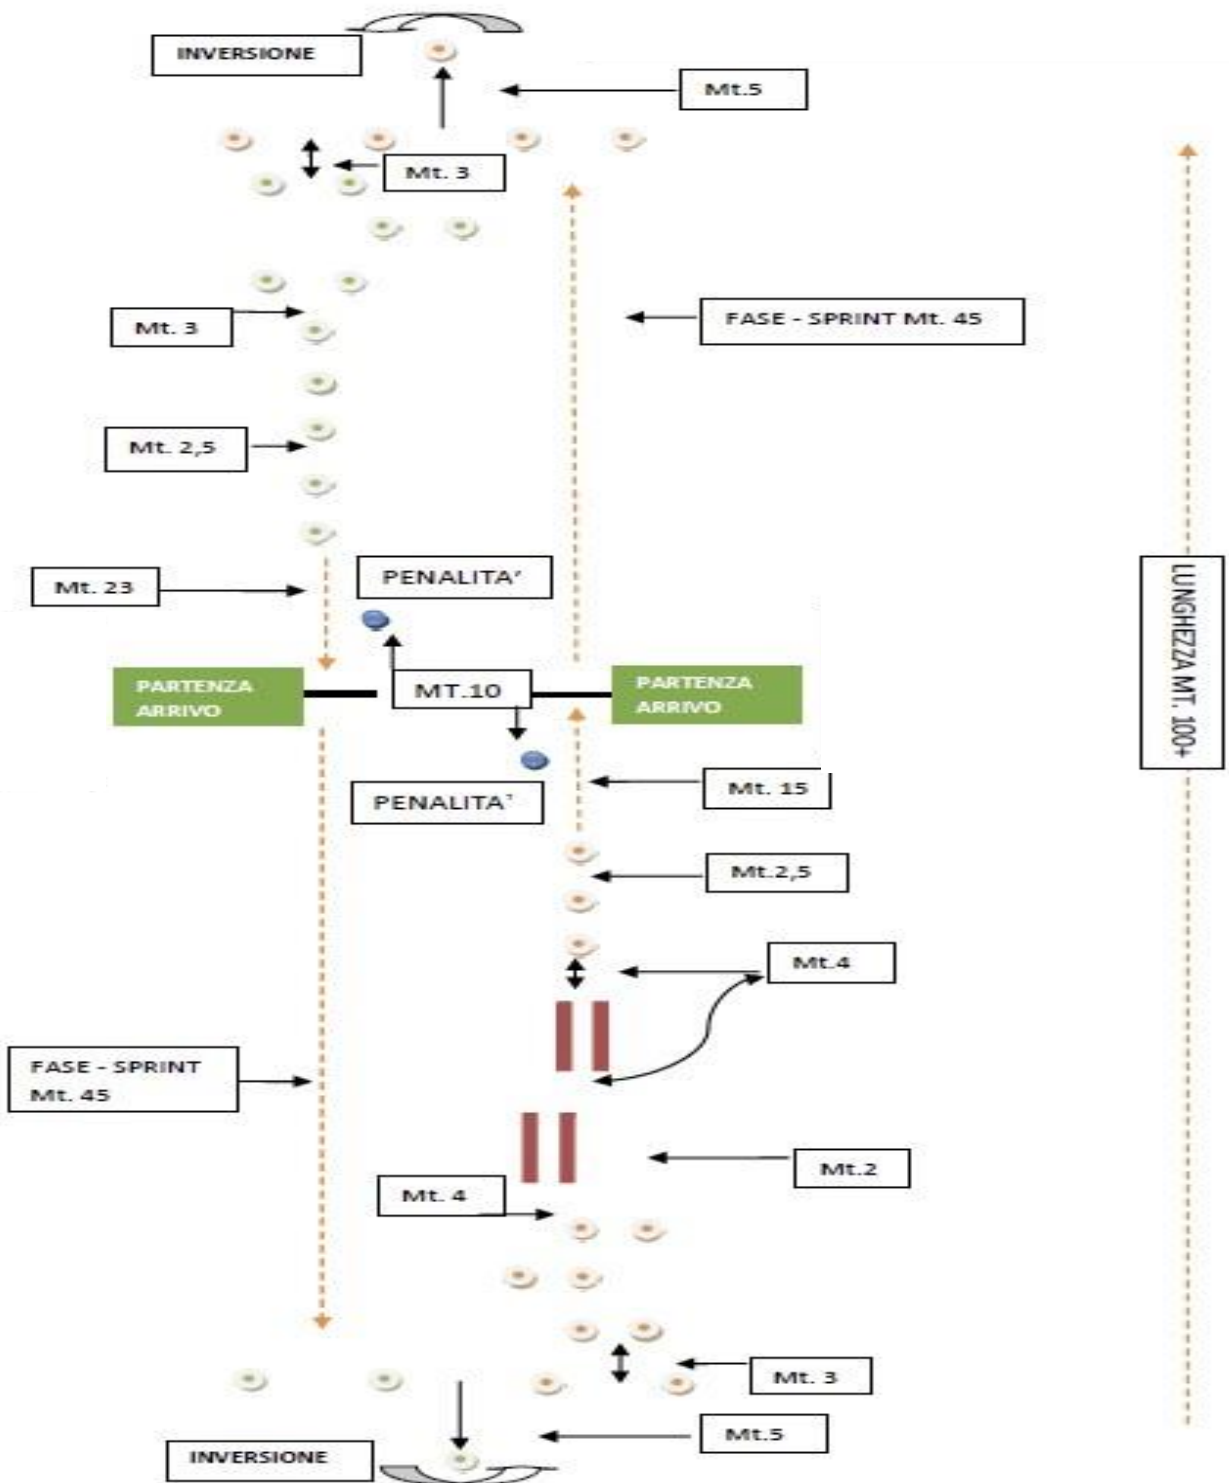 INVERSIONE
Mt.5
Mt. 3
Mt. 3
FASE - SPRINT Mt. 45
Mt. 2,5
PENALITA’
Mt. 23
PARTENZA
ARRIVO
MT.10
PARTENZA
ARRIVO
LUNGHEZZA MT. 100+
Mt. 15
PENALITA’
Mt.2,5
Mt.4
FASE - SPRINT
Mt. 45
Mt.2
Mt. 4
Mt. 3
Mt.5
INVERSIONE